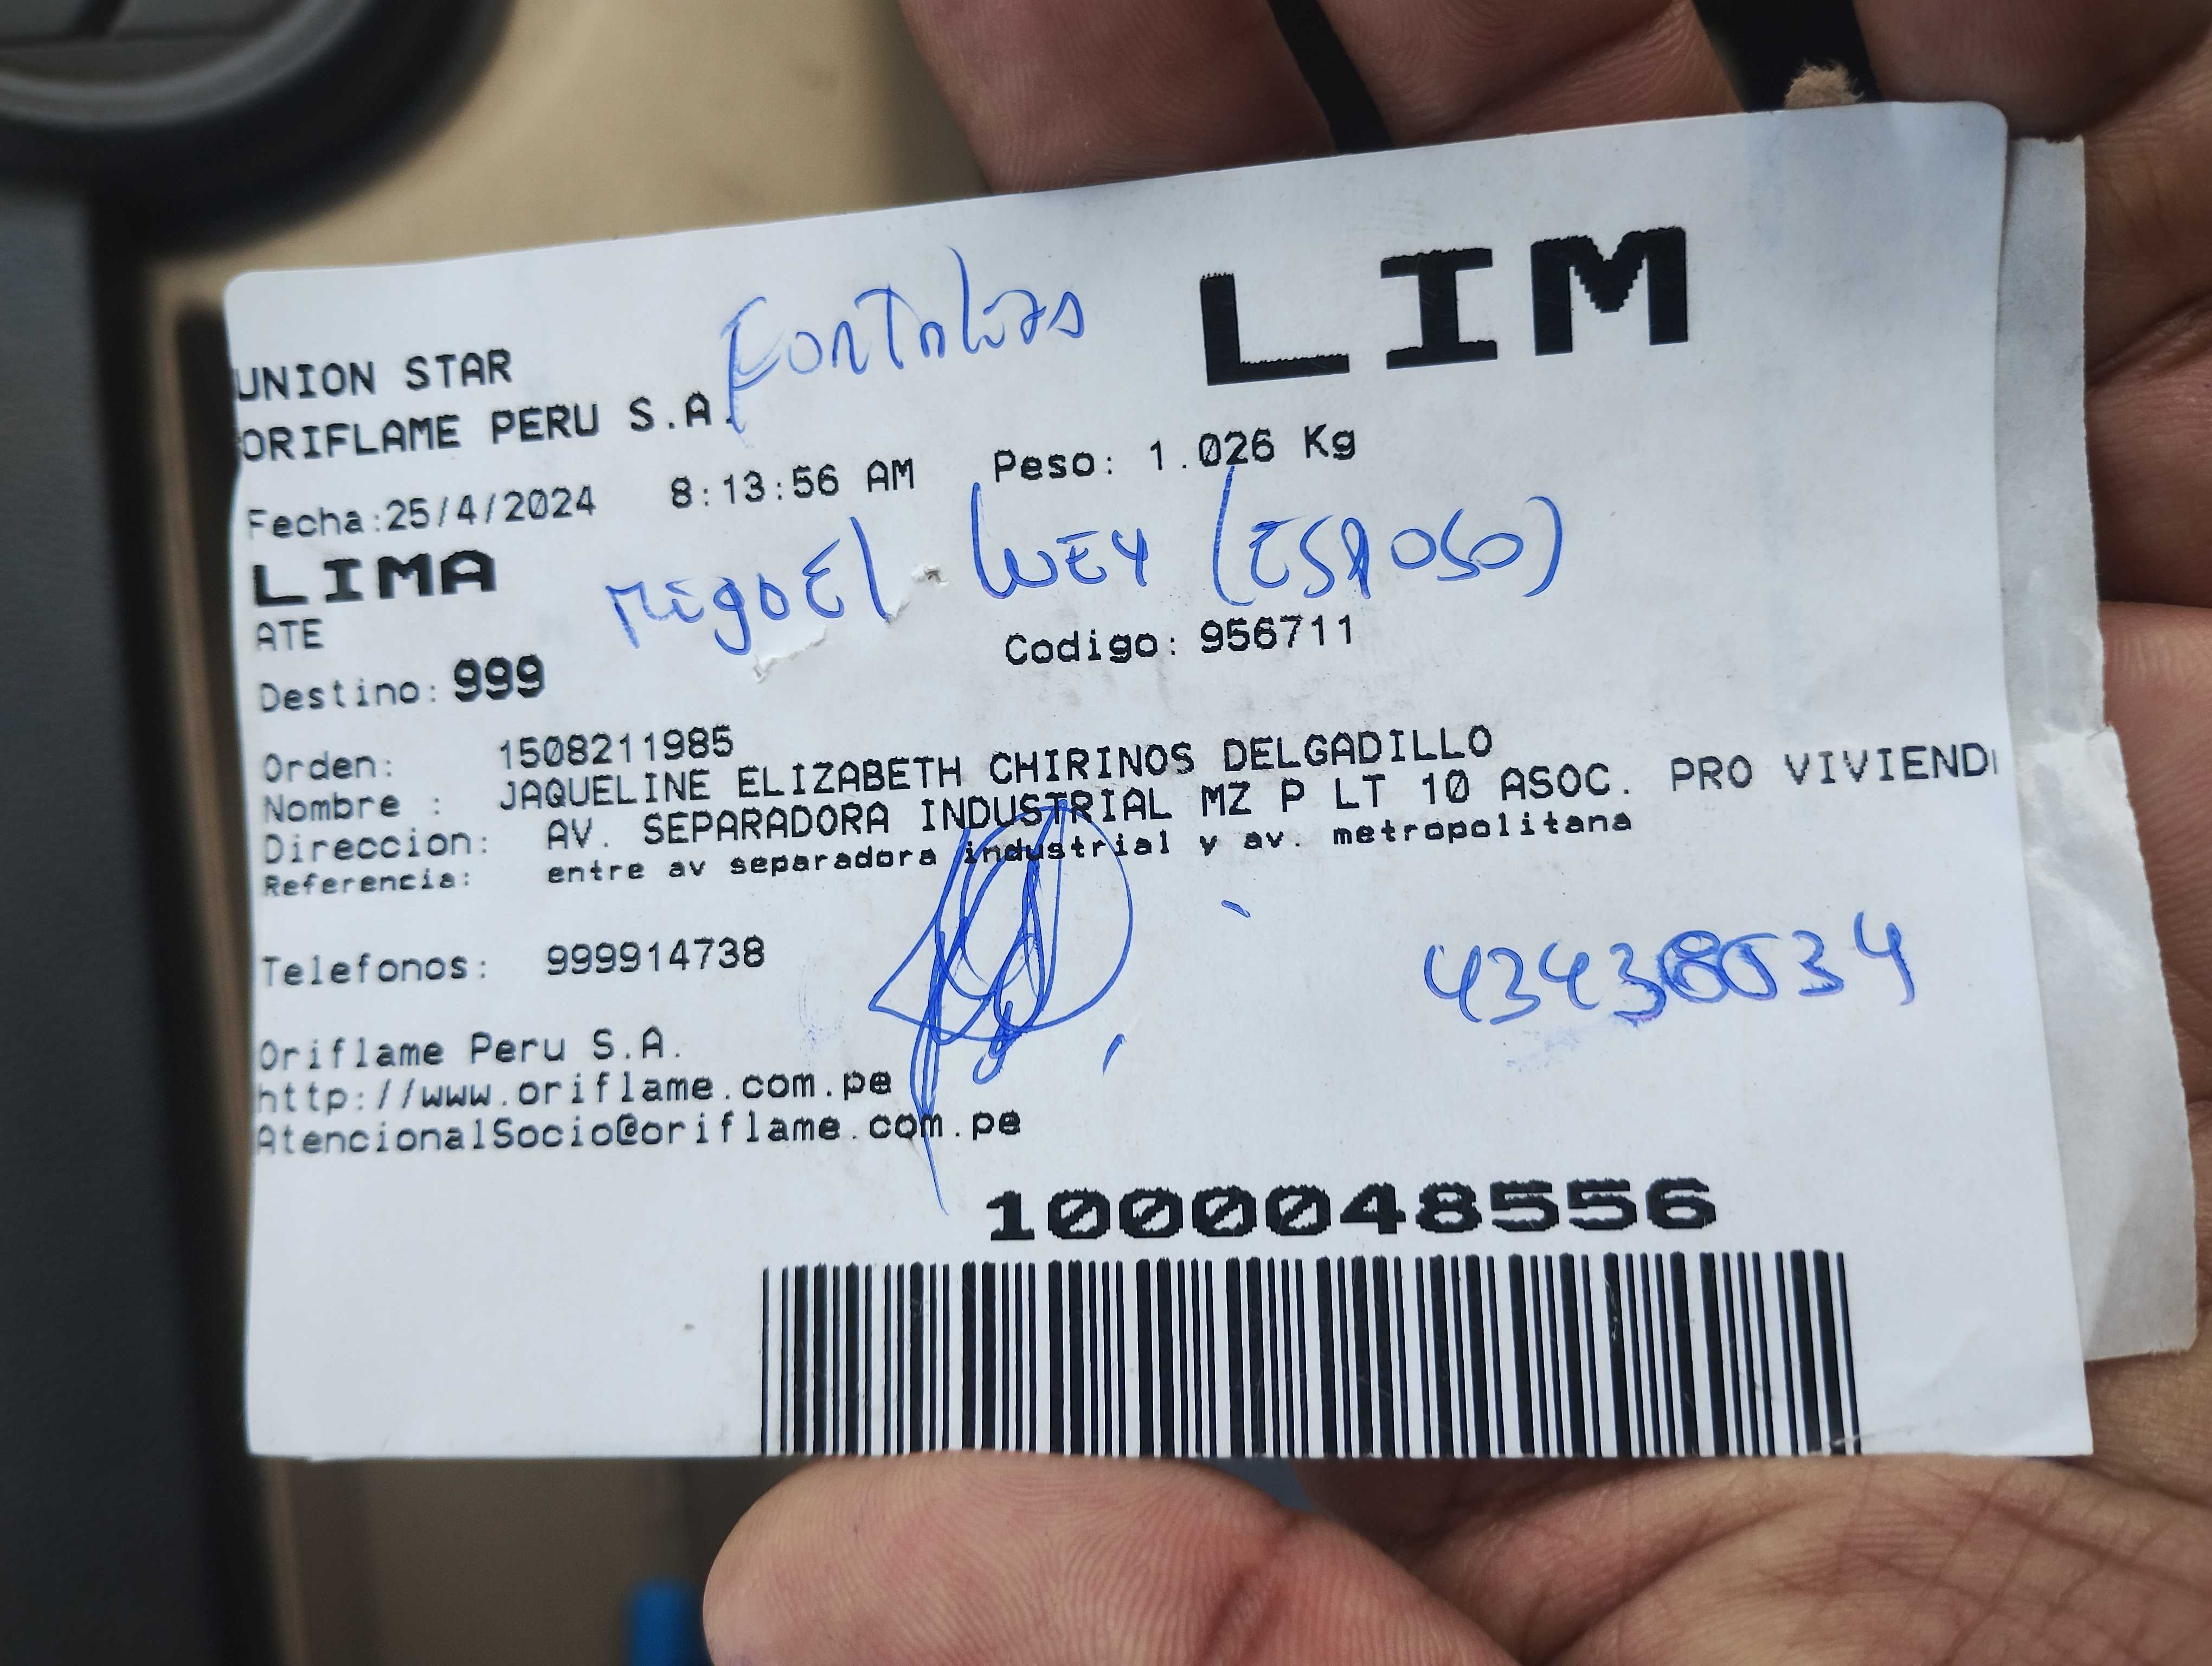 LIM
UNION STAR
ORIFLAME PERU S.A.
Fecha:25/4/2024 8:13:56 AM Peso: 1.026 Kg
LIMA
MigUEl (ESPOSO)
ATE
Codigo: 956711
Destino: 999
Orden: 1508211985
Nombre : JAQUELINE ELIZABETH CHIRINOS DELGADILLO
Direccion: AV. SEPARADORA INDUSTRIAL MZ P LT 10 ASOC. PRO VIVIEND
Referencia: entre av separadora industrial y av. metropolitana
Telefonos: 999914738
Oriflame Peru S.A.
http://www.oriflame.com.pe
AtencionalSocio@oriflame.com.pe
1000048556